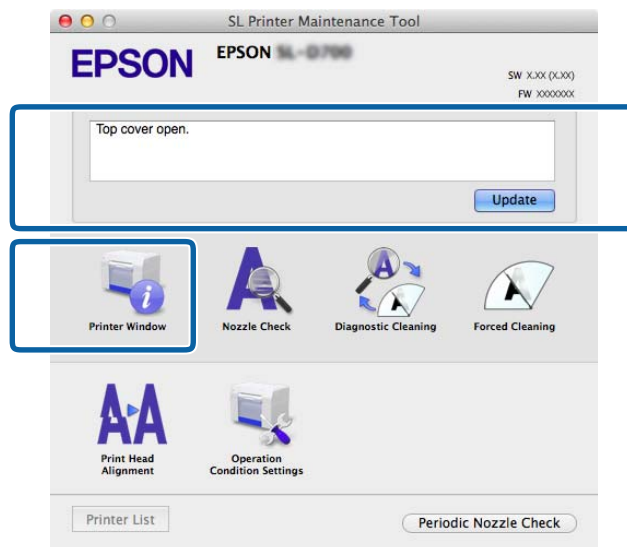 SL Printer Maintenance Tool
EPSON
EPSON
SW X.XX (X.XX)
FW XXXXXXX
Top cover open.
Update
Printer Window
Nozzle Check
Diagnostic Cleaning
Forced Cleaning
Print Head
Alignment
Operation
Condition Settings
Printer List
Periodic Nozzle Check